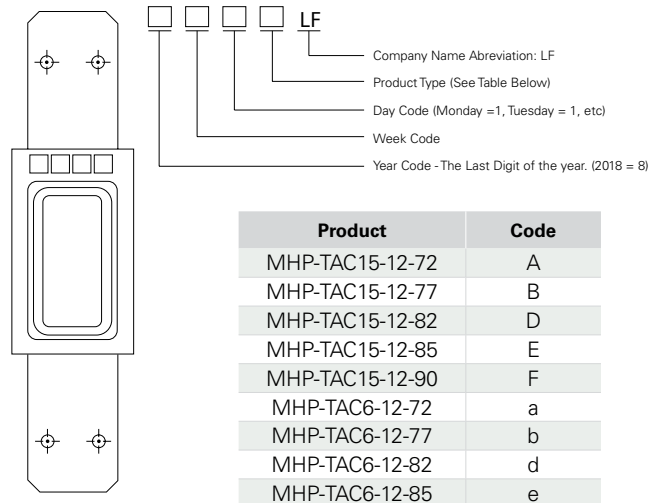 LF
Company Name Abreviation: LF
Product Type (See Table Below)
Day Code (Monday =1, Tuesday = 1, etc)
Week Code
Year Code - The Last Digit of the year. (2018 = 8)
Product Code
MHP-TAC15-12-72 A
MHP-TAC15-12-77 B
MHP-TAC15-12-82 D
MHP-TAC15-12-85 E
MHP-TAC15-12-90 F
MHP-TAC6-12-72 a
MHP-TAC6-12-77 b
MHP-TAC6-12-82 d
MHP-TAC6-12-85 e